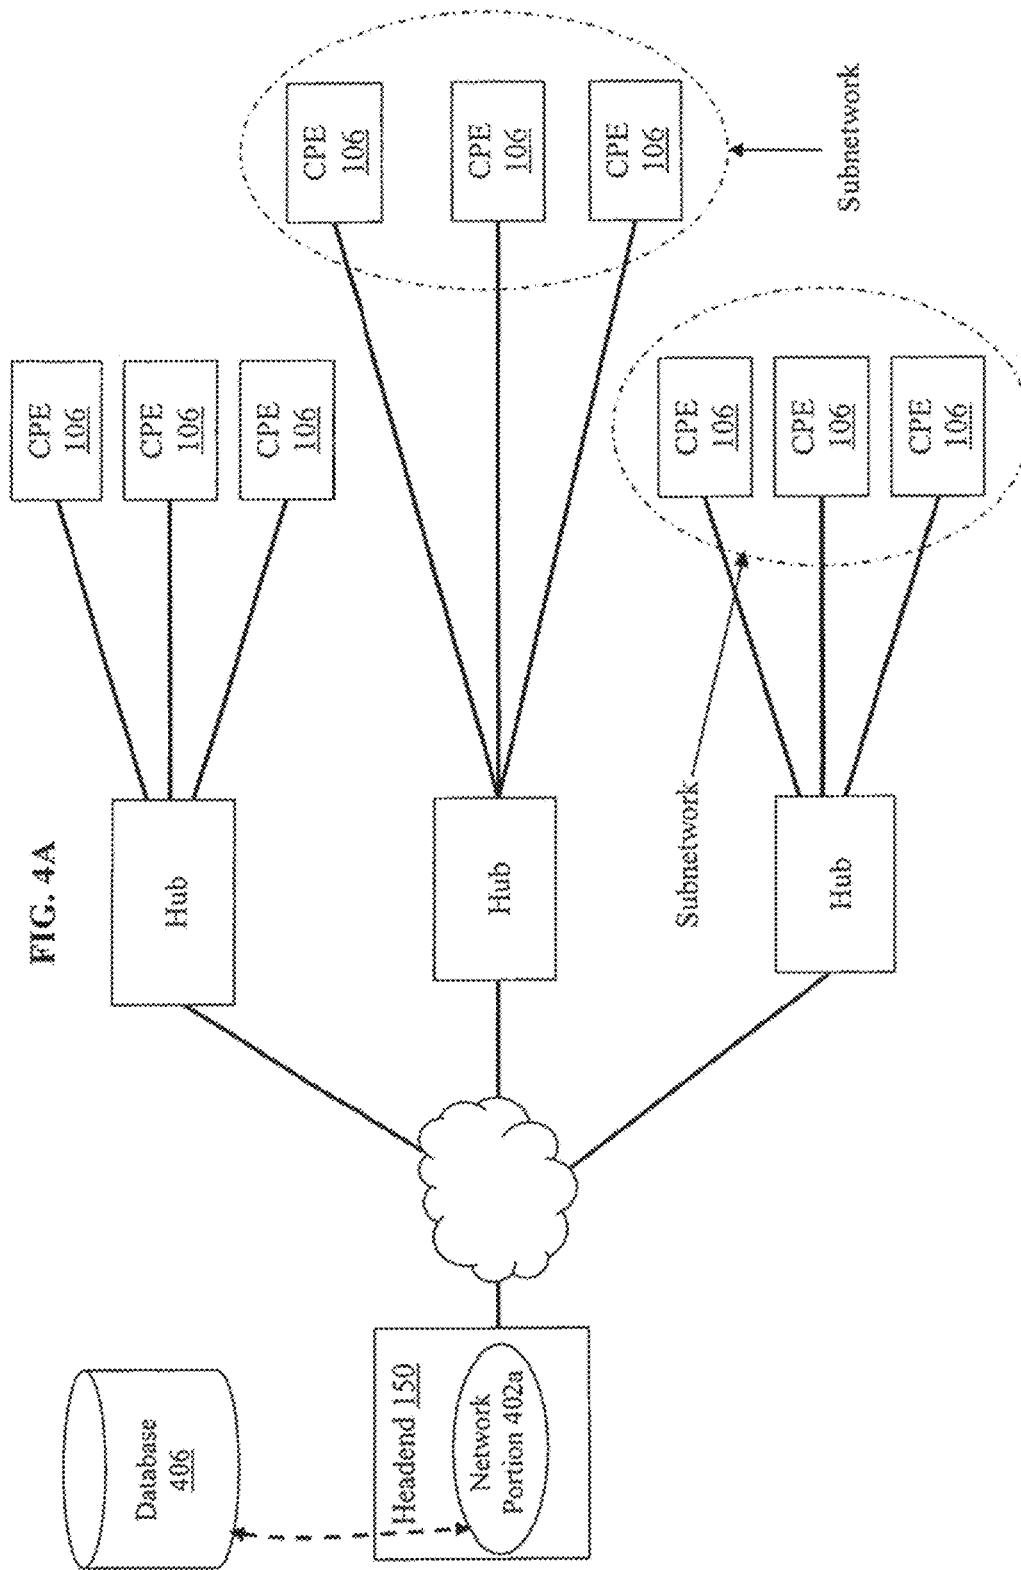 FIG. 4A
CPE
106
CPE
106
CPE
106
Hub
CPE
106
CPE
106
CPE
106
Hub
Subnetwork
CPE
106
CPE
106
CPE
106
Subnetwork
Hub
Database
406
Headend 150
Network
Portion 402a